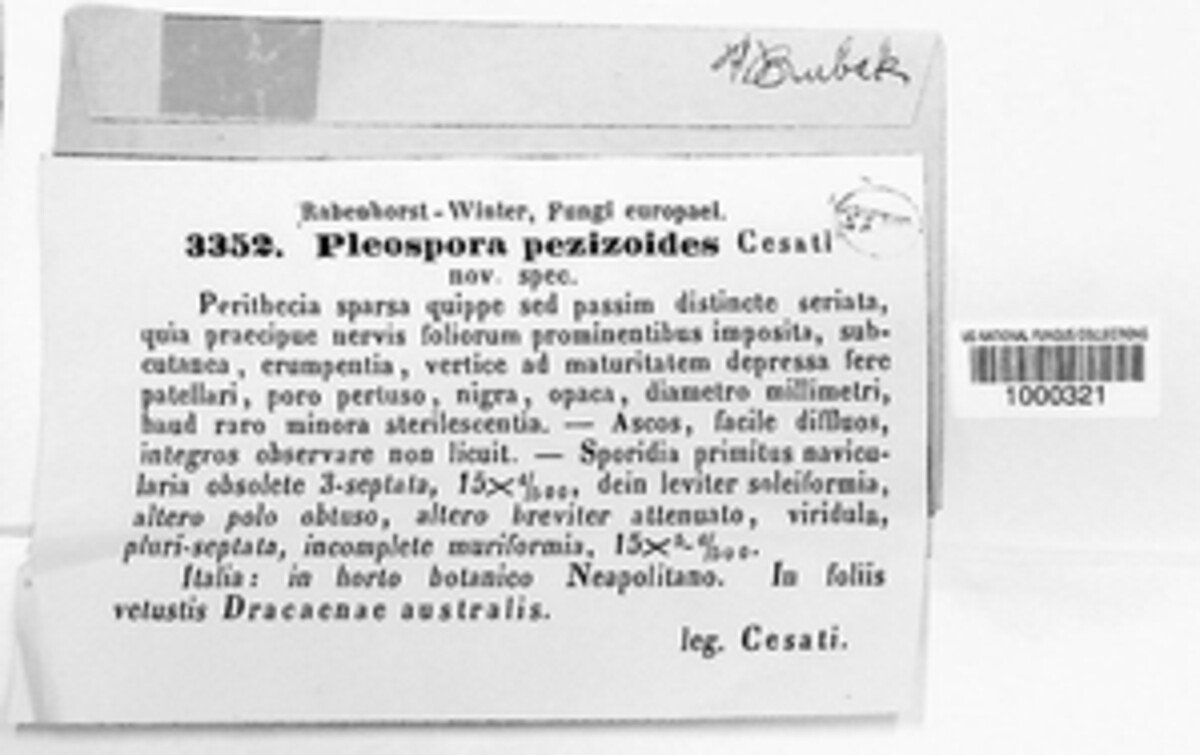 Rabenhorst-Winter, Fungi europaei.
3352. Pleospora pezizoides Cesati
nov. spec.
Perithecia sparsa quippe sed passim distincte seriata,
quia praecipue nervis foliorum prominentibus imposita, sub-
cutanea, erumpentia, vertice ad maturitatem depressa fere
patellari, poro pertuso, nigra, opaca, diametro millimetri,
haud raro minora sterilescentia. — Ascos, facile diffluos,
integros observare non licuit. — Sporidia primitus navicu-
laria obsolete 3-septata, 15×4/500, dein leviter soleiformia,
altero polo obtuso, altero breviter attenuato, viridula,
pluri-septata, incomplete muriformia, 15×
Italia: in horto botanico Neapolitano. In foliis
vetustis Dracaenae australis.
leg. Cesati.
US NATIONAL FUNGUS COLLECTIONS
1000321